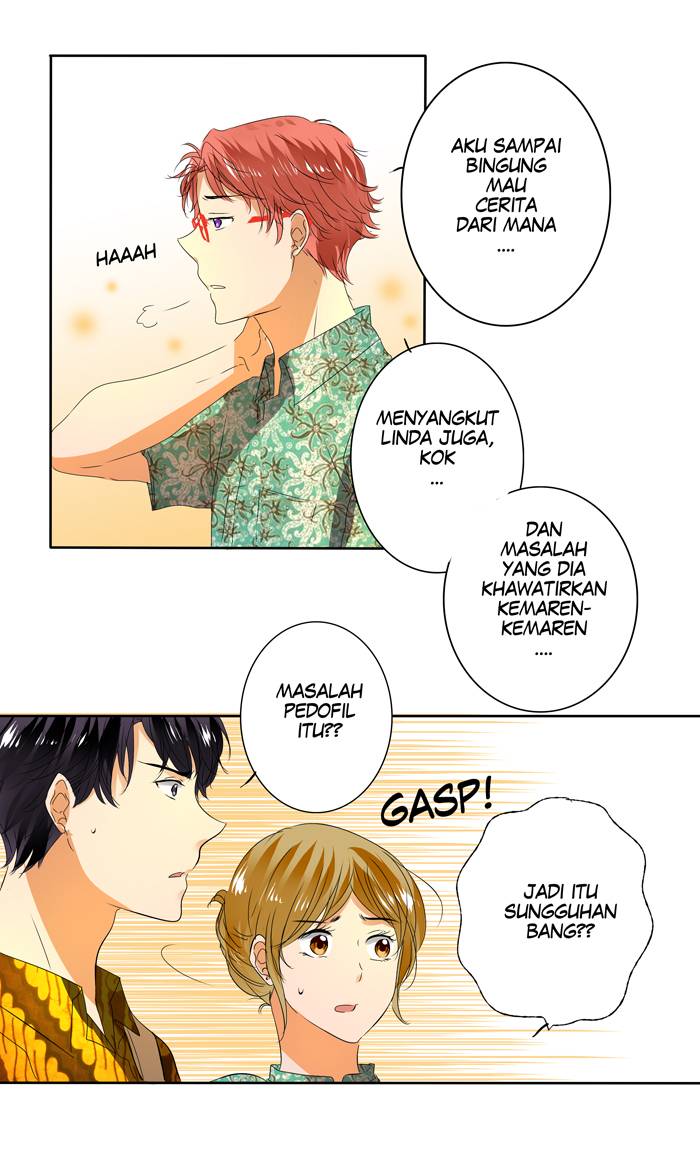 AKU SAMPAI
BINGUNG
MAU
CERITA
DARI MANA
....
HAAAH
MENYANGKUT
LINDA JUGA,
KOK
...
DAN
MASALAH
YANG DIA
KHAWATIRKAN
KEMAREN-
KEMAREN
....
MASALAH
PEDOFIL
ITU??
GASP!
JADI ITU
SUNGGUHAN
BANG??